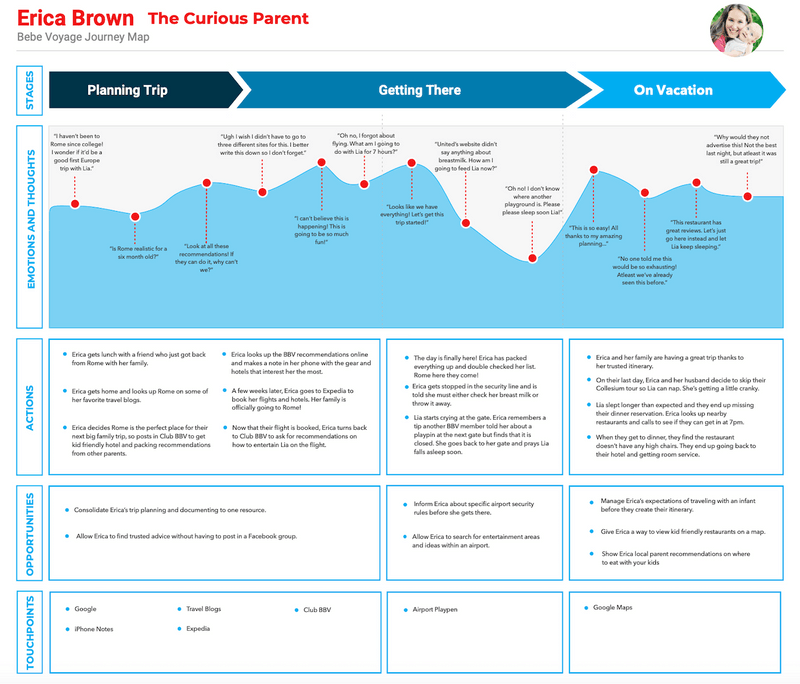 Erica Brown The Curious Parent
Bebe Voyage Journey Map
STAGES
Planning Trip
Getting There
On Vacation
EMOTIONS AND THOUGHTS
"I haven't been to
Rome since college!
I wonder if it'd be a
good first Europe
trip with Lia."
"Is Rome realistic for a
six month old?"
"Look at all these
recommendations! If
they can do it, why can't
we?"
"Ugh I wish I didn't have to go to
three different sites for this. I better
write this down so I don't forget."
"I can't believe this is
happening! This is
going to be so much
fun!"
"Oh no, I forgot about
flying. What am I going to
do with Lia for 7 hours?"
"Looks like we have
everything! Let's get this
trip started!"
"United's website didn't
say anything about
breastmilk. How am I
going to feed Lia now?"
"Oh no! I don't know
where another
playground is. Please
please sleep soon Lia!"
"This is so easy! All
thanks to my amazing
planning..."
"No one told me this
would be so exhausting!
Atleast we've already
seen this before."
"This restaurant has
great reviews. Let's just
go here instead and let
Lia keep sleeping."
"Why would they not
advertise this! Not the best
last night, but atleast it was
still a great trip!"
ACTIONS
Erica gets lunch with a friend who just got back
from Rome with her family.
Erica gets home and looks up Rome on some of
her favorite travel blogs.
Erica decides Rome is the perfect place for their
next big family trip, so posts in Club BBV to get
kid friendly hotel and packing recommendations
from other parents.
Erica looks up the BBV recommendations online
and makes a note in her phone with the gear and
hotels that interest her the most.
A few weeks later, Erica goes to Expedia to
book her flights and hotels. Her family is
officially going to Rome!
Now that their flight is booked, Erica turns back
to Club BBV to ask for recommendations on
how to entertain Lia on the flight.
The day is finally here! Erica has packed
everything up and double checked her list.
Rome here they come!
Erica gets stopped in the security line and is
told she must either check her breast milk or
throw it away.
Lia starts crying at the gate. Erica remembers a
tip another BBV member told her about a
playpin at the next gate but finds that it is
closed. She goes back to her gate and prays Lia
falls asleep soon.
Erica and her family are having a great trip thanks to
her trusted itinerary.
On their last day, Erica and her husband decide to skip their
Collesium tour so Lia can nap. She's getting a little cranky.
Lia slept longer than expected and they end up missing
their dinner reservation. Erica looks up nearby
restaurants and calls to see if they can get in at 7pm.
When they get to dinner, they find the restaurant
doesn't have any high chairs. They end up going back to
their hotel and getting room service.
OPPORTUNITIES
Consolidate Erica's trip planning and documenting to one resource.
Allow Erica to find trusted advice without having to post in a Facebook group.
Inform Erica about specific airport security
rules before she gets there.
Allow Erica to search for entertainment areas
and ideas within an airport.
Manage Erica's expectations of traveling with an infant
before they create their itinerary.
Give Erica a way to view kid friendly restaurants on a map.
Show Erica local parent recommendations on where
to eat with your kids
TOUCHPOINTS
Google
iPhone Notes
Travel Blogs
Expedia
Club BBV
Airport Playpen
Google Maps